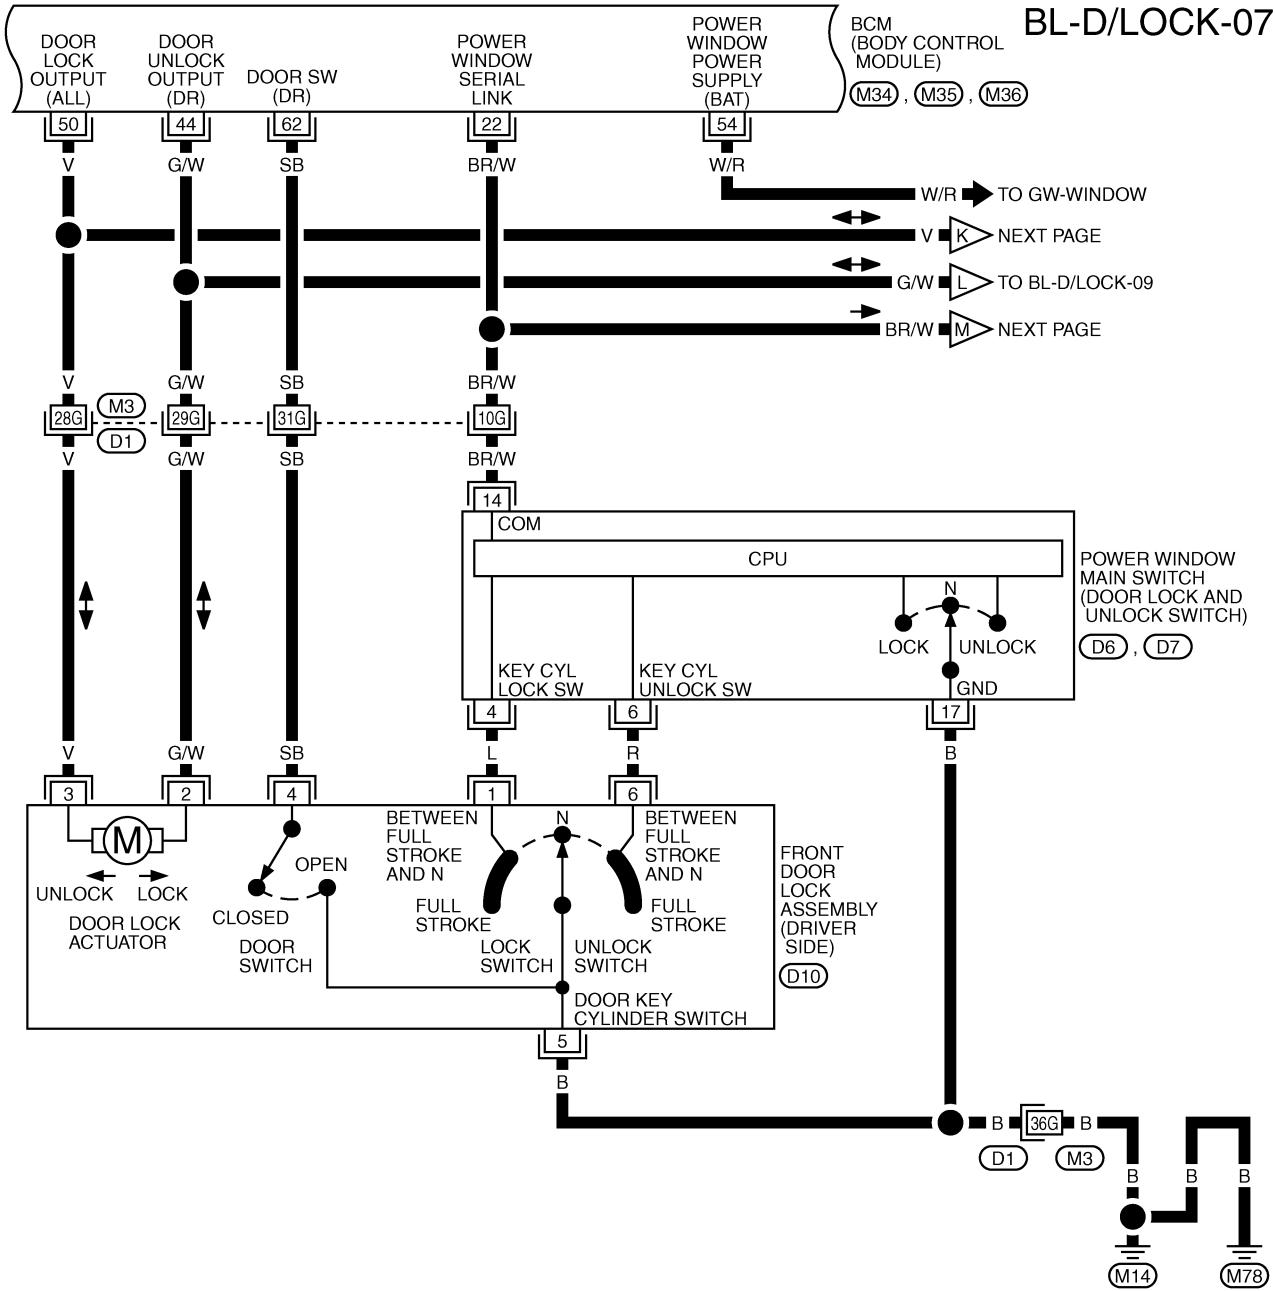 BL-D/LOCK-07
DOOR
LOCK
OUTPUT
(ALL)
DOOR
UNLOCK
OUTPUT
(DR)
DOOR SW
(DR)
POWER
WINDOW
SERIAL
LINK
POWER
WINDOW
POWER
SUPPLY
(BAT)
BCM
(BODY CONTROL
MODULE)
M34 , M35 , M36
50
44
62
22
54
V
G/W
SB
BR/W
W/R
W/R TO GW-WINDOW
V K NEXT PAGE
G/W L TO BL-D/LOCK-09
BR/W M NEXT PAGE
V
G/W
SB
BR/W
28G
M3
D1
29G
31G
10G
V
G/W
SB
BR/W
14
COM
CPU
POWER WINDOW
MAIN SWITCH
(DOOR LOCK AND
UNLOCK SWITCH)
D6 , D7
N
LOCK
UNLOCK
KEY CYL
LOCK SW
KEY CYL
UNLOCK SW
GND
4
6
17
V
G/W
SB
L
R
B
3
2
4
1
6
M
UNLOCK
LOCK
DOOR LOCK
ACTUATOR
OPEN
CLOSED
DOOR
SWITCH
BETWEEN
FULL
STROKE
AND N
N
BETWEEN
FULL
STROKE
AND N
FULL
STROKE
FULL
STROKE
LOCK
SWITCH
UNLOCK
SWITCH
DOOR KEY
CYLINDER SWITCH
FRONT
DOOR
LOCK
ASSEMBLY
(DRIVER
SIDE)
D10
5
B
B
36G
B
D1
M3
B
B
B
M14
M78